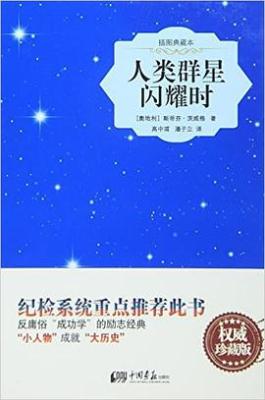 插图典藏本
人类群星
闪耀时
[奥地利] 斯蒂芬·茨威格 著
高中甫 潘子立 译
纪检系统重点推荐此书
反庸俗“成功学”的励志经典
“小人物”成就“大历史”
权威
珍藏版
中国画报出版社